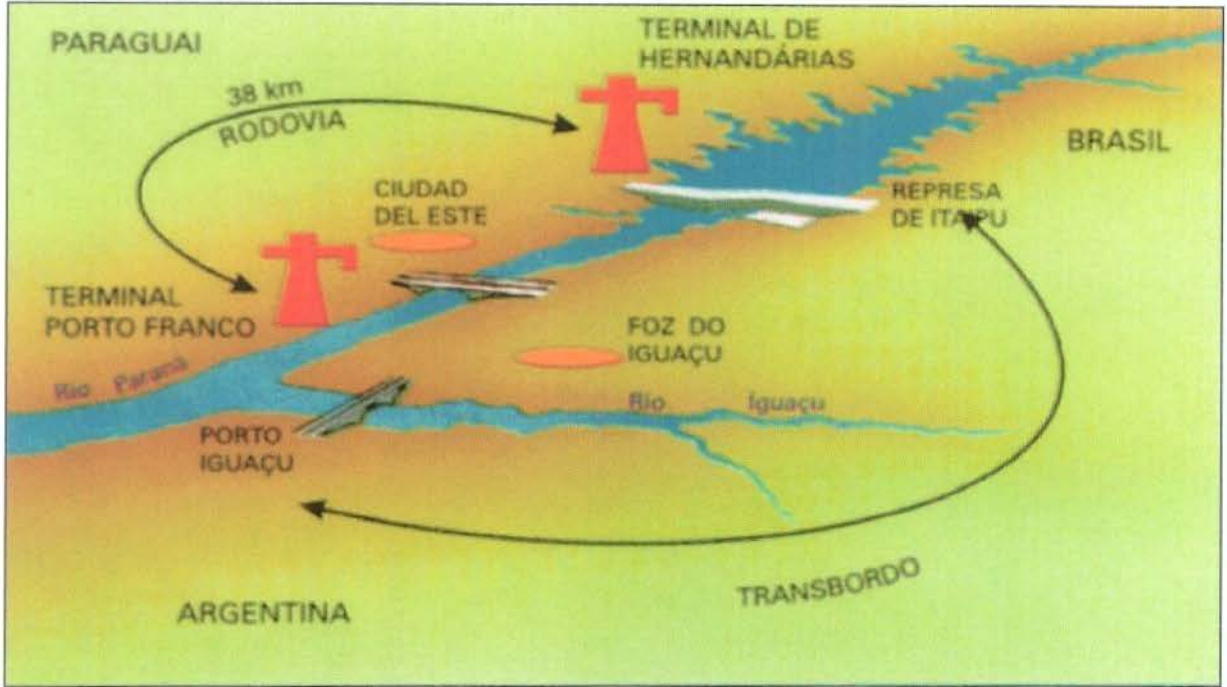 PARAGUAI
TERMINAL DE
HERNANDÁRIAS
38 km
RODOVIA
BRASIL
CIUDAD
DEL ESTE
REPRESA
DE ITAIPU
TERMINAL
PORTO FRANCO
FOZ DO
IGUAÇU
Rio Paraná
Rio Iguaçu
PORTO
IGUAÇU
TRANSBORDO
ARGENTINA